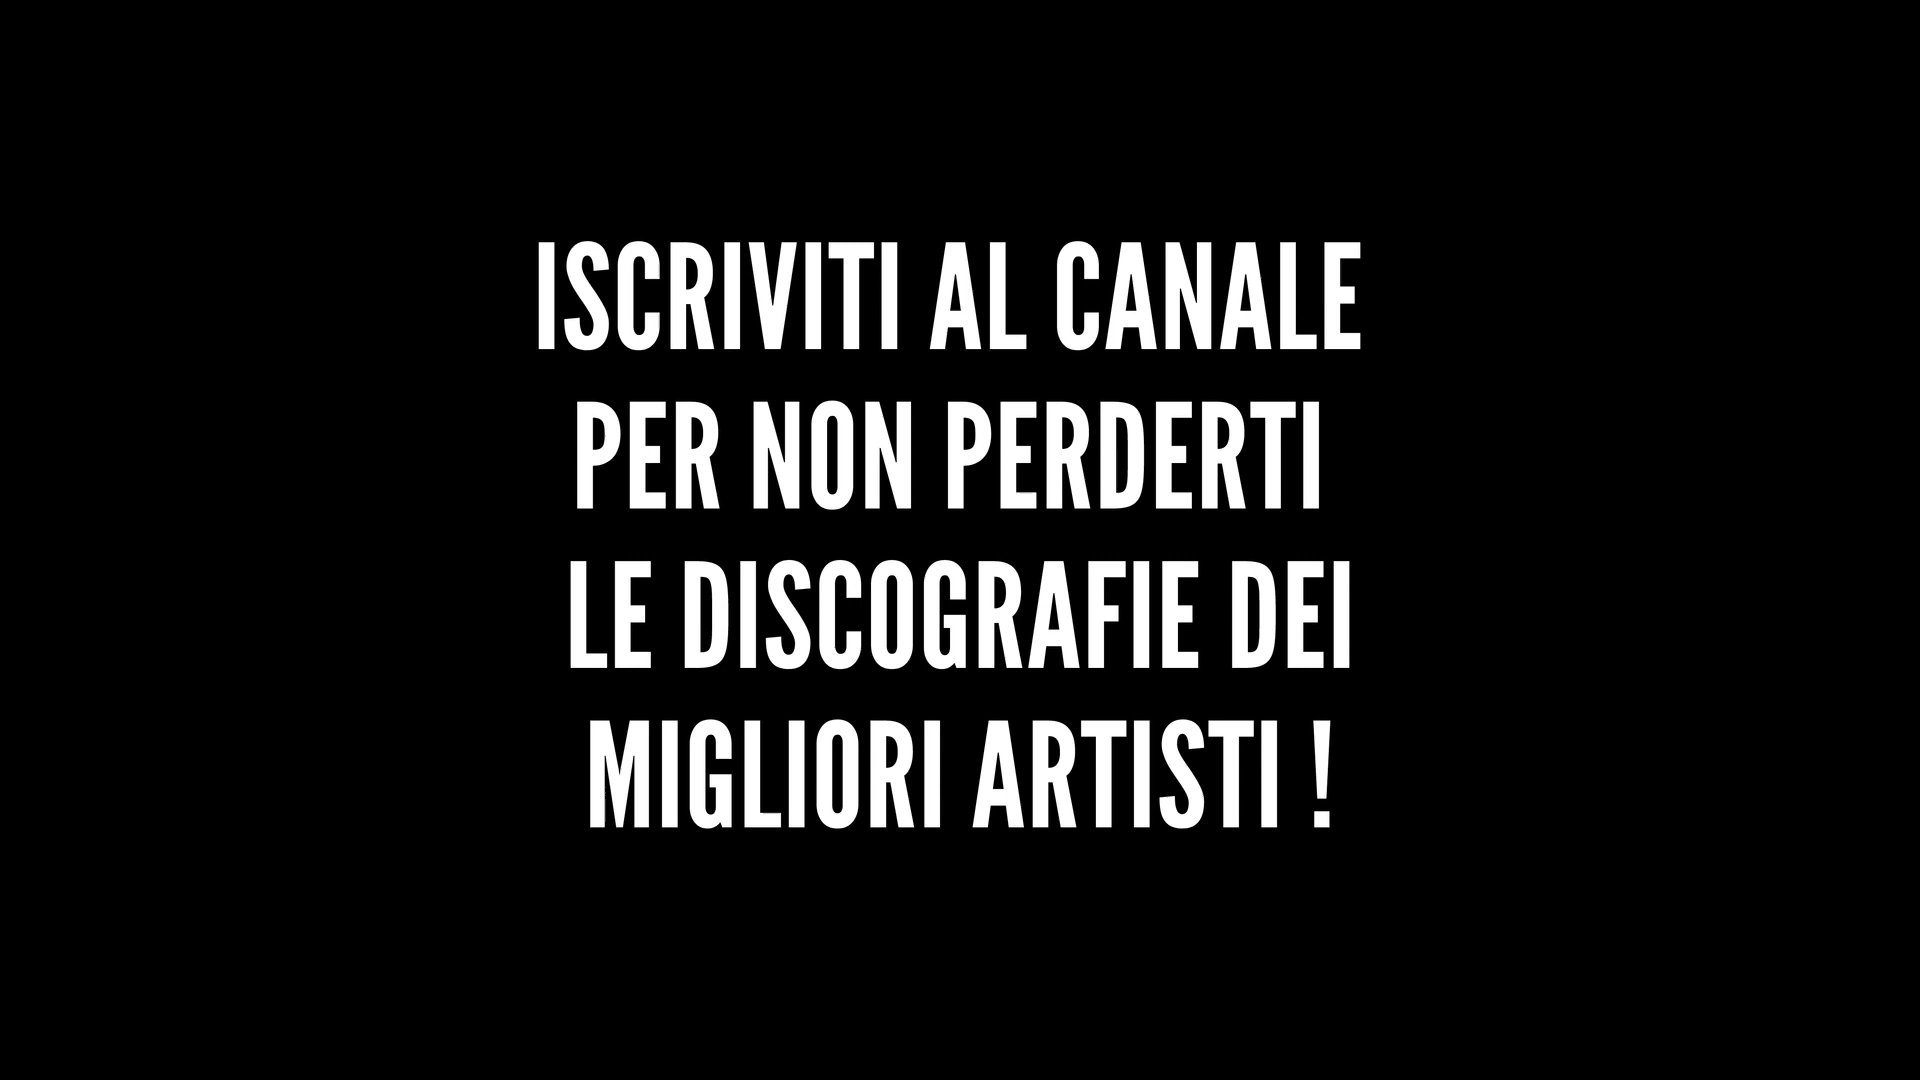 ISCRIVITI AL CANALE
PER NON PERDERTI
LE DISCOGRAFIE DEI
MIGLIORI ARTISTI !